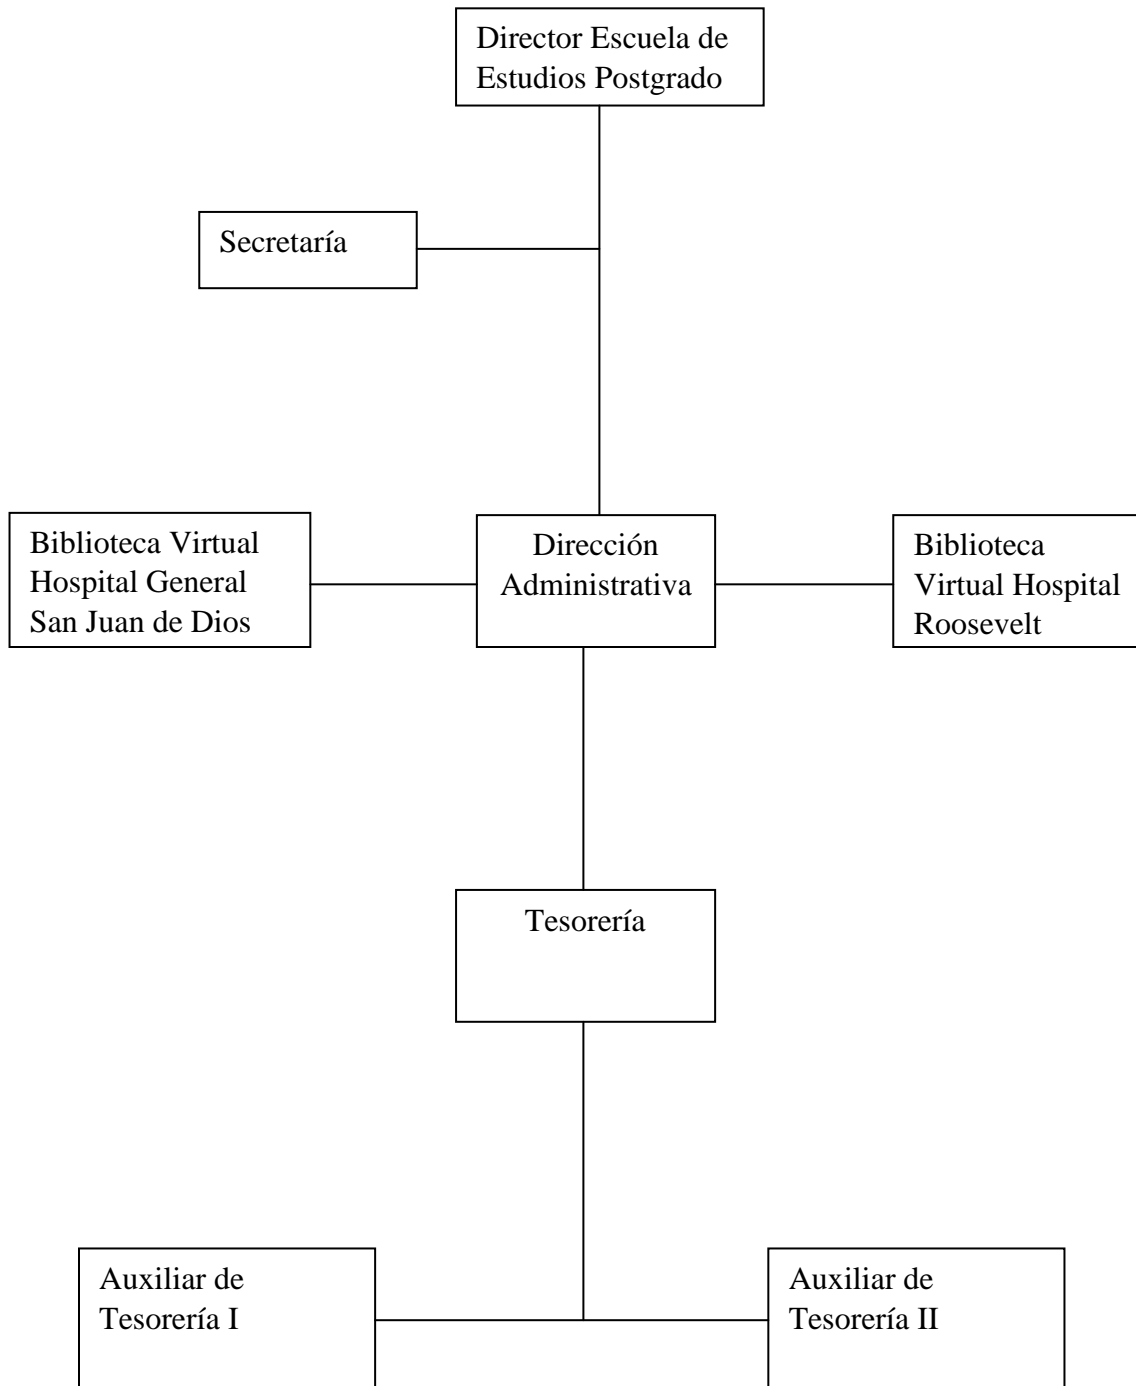 Director Escuela de
Estudios Postgrado
Secretaría
Biblioteca Virtual
Hospital General
San Juan de Dios
Dirección
Administrativa
Biblioteca
Virtual Hospital
Roosevelt
Tesorería
Auxiliar de
Tesorería I
Auxiliar de
Tesorería II